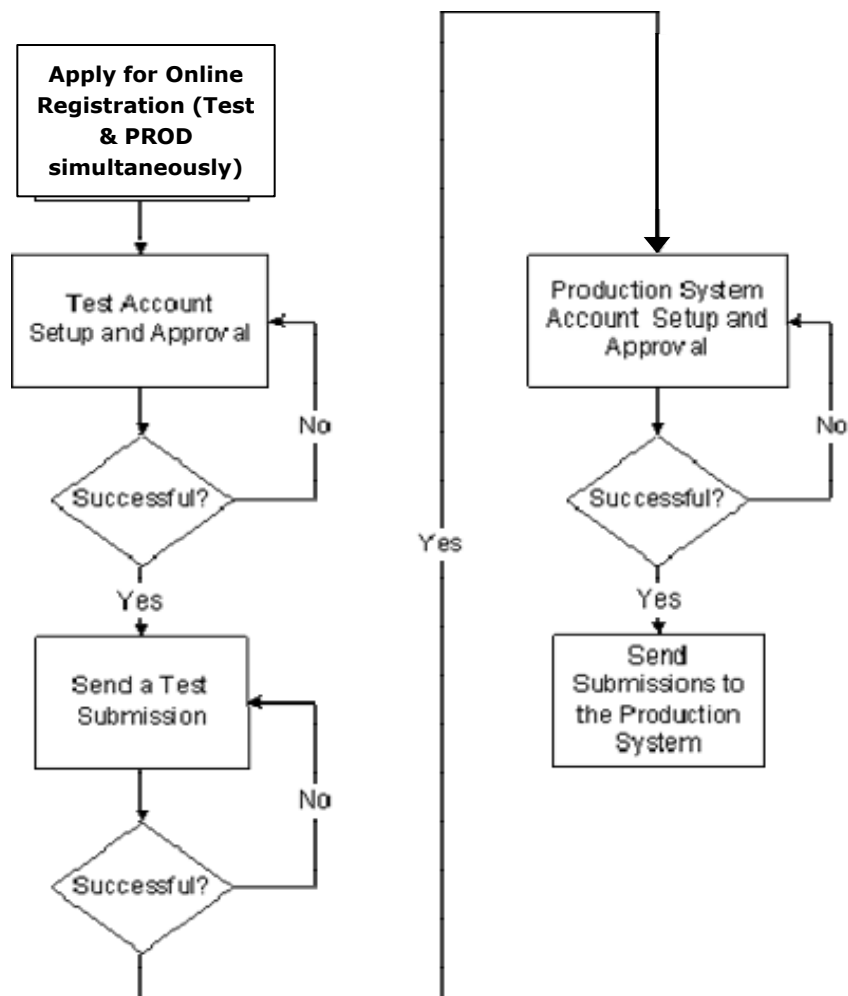 Apply for Online
Registration (Test
& PROD
simultaneously)
Test Account
Setup and Approval
No
Successful?
Yes
Send a Test
Submission
No
Successful?
Yes
Production System
Account Setup and
Approval
No
Successful?
Yes
Send
Submissions to
the Production
System